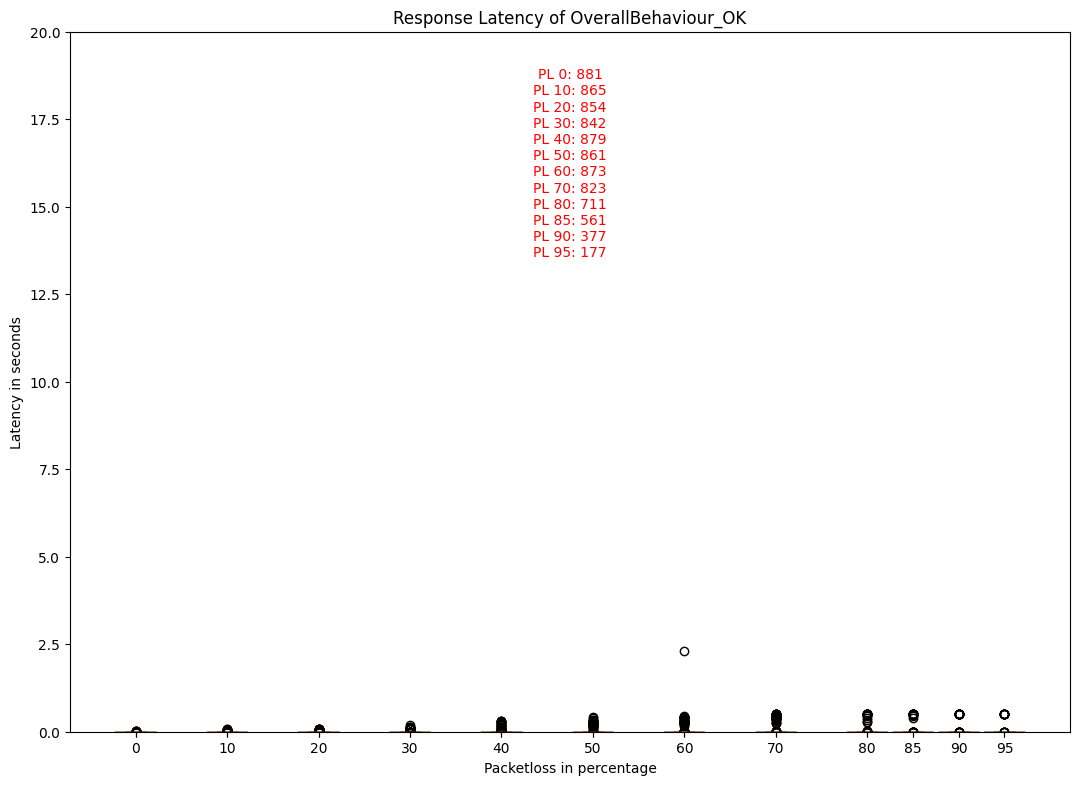 Response Latency of OverallBehaviour_OK
20.0
17.5
15.0
12.5
10.0
7.5
5.0
2.5
0.0
Latency in seconds
PL 0: 881
PL 10: 865
PL 20: 854
PL 30: 842
PL 40: 879
PL 50: 861
PL 60: 873
PL 70: 823
PL 80: 711
PL 85: 561
PL 90: 377
PL 95: 177
0 10 20 30 40 50 60 70 80 85 90 95
Packetloss in percentage